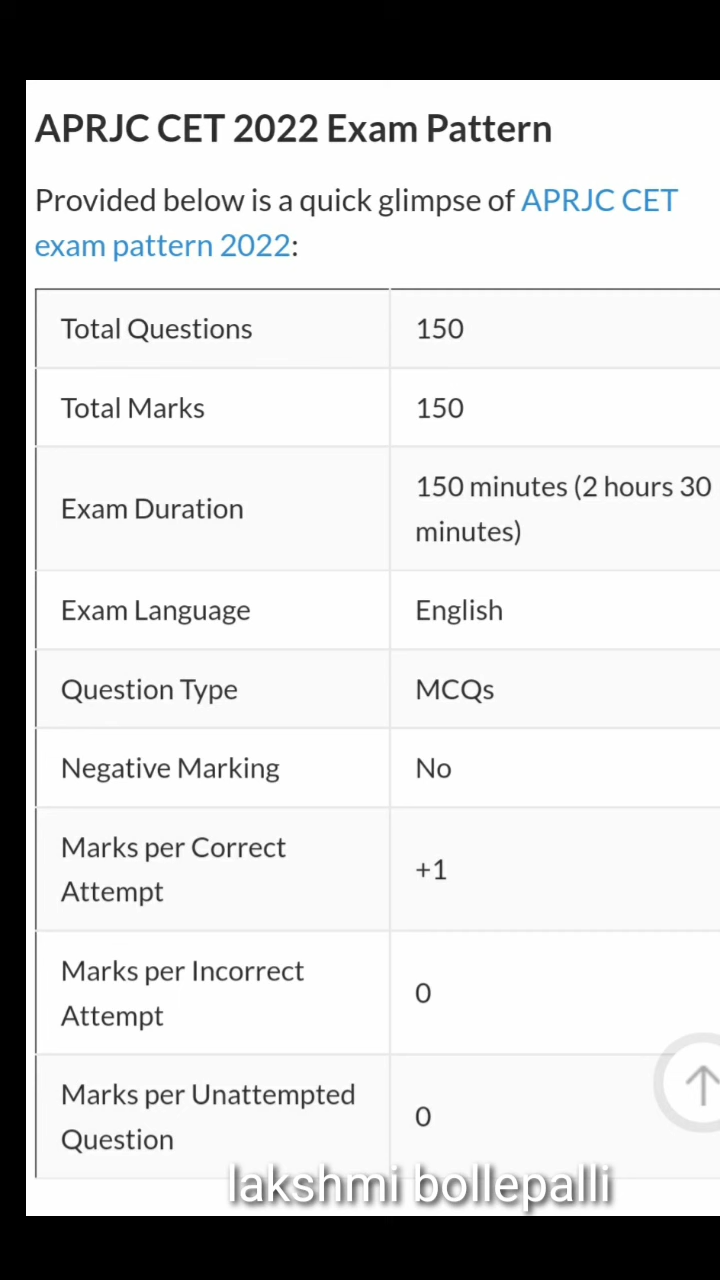 APRJC CET 2022 Exam Pattern
Provided below is a quick glimpse of APRJC CET
exam pattern 2022:
Total Questions 150
Total Marks 150
Exam Duration 150 minutes (2 hours 30
minutes)
Exam Language English
Question Type MCQs
Negative Marking No
Marks per Correct
Attempt +1
Marks per Incorrect
Attempt 0
Marks per Unattempted
Question 0
lakshmi bollepalli